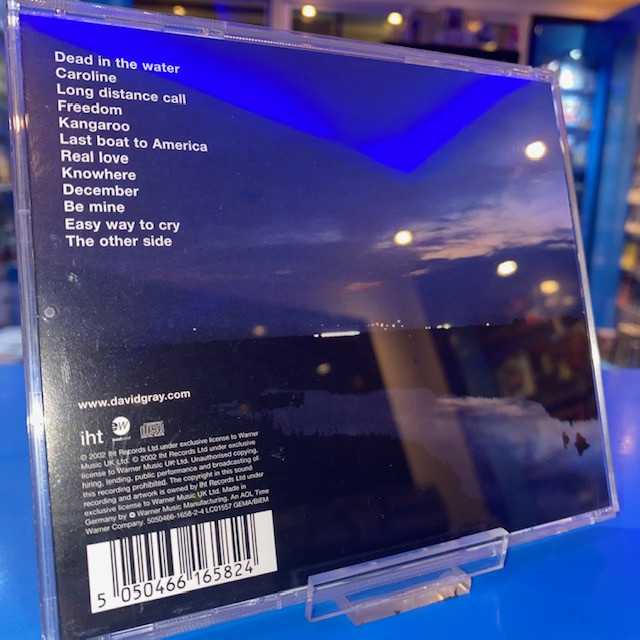 Dead in the water
Caroline
Long distance call
Freedom
Kangaroo
Last boat to America
Real love
Knowhere
December
Be mine
Easy way to cry
The other side
www.davidgray.com
iht ew
© 2002 Iht Records Ltd under exclusive license to Warner
Music UK Ltd. © 2002 Iht Records Ltd under exclusive
license to Warner Music UK Ltd. Unauthorised copying,
hiring, lending, public performance and broadcasting of
this recording prohibited. The copyright in this sound
recording and artwork is owned by Iht Records Ltd under
exclusive license to Warner Music UK Ltd. Made in
Germany by Warner Music Manufacturing. An AOL Time
Warner Company. 5050466-1658-2-4 LC01557 GEMA/BIEM
5 050466 165824